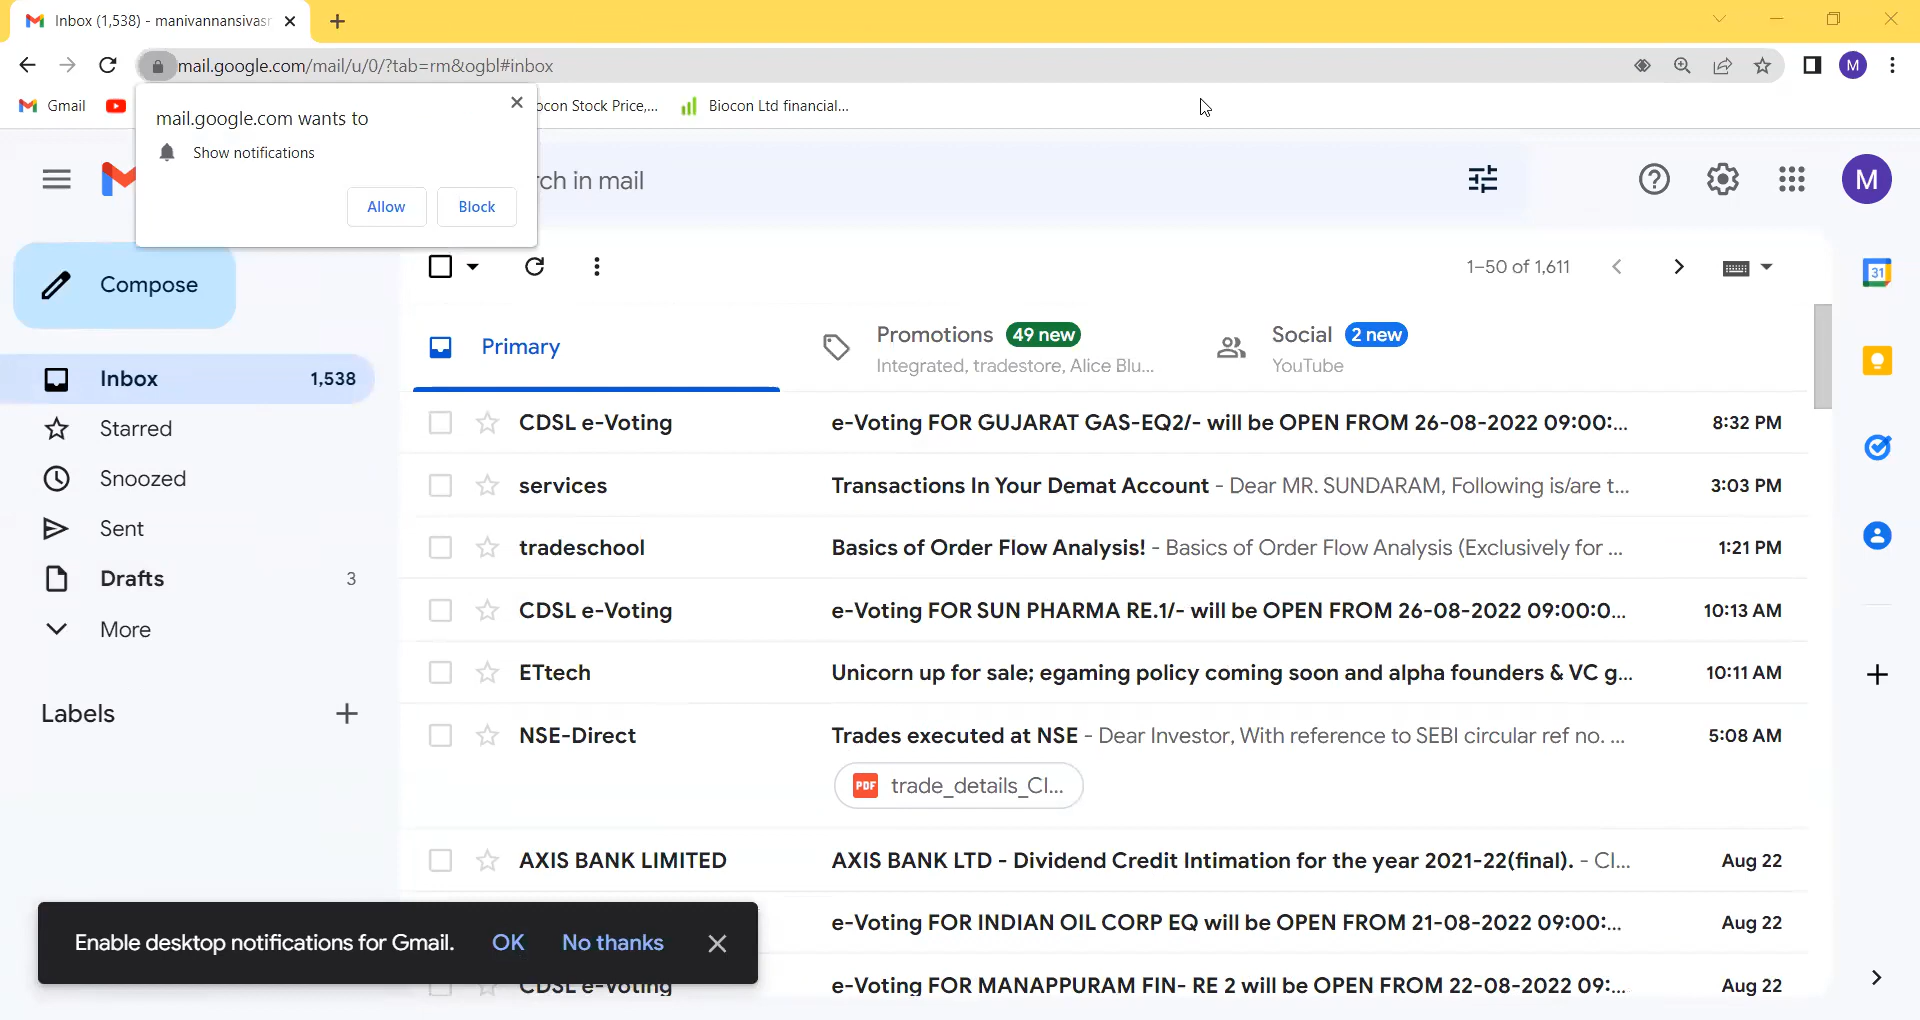 Inbox (1,538) - manivannansivasr
mail.google.com/mail/u/0/?tab=rm&ogbl#inbox
M
Gmail
ocon Stock Price,...
Biocon Ltd financial...
mail.google.com wants to
Show notifications
Allow
Block
ch in mail
M
Compose
1–50 of 1,611
Inbox 1,538
Starred
Snoozed
Sent
Drafts 3
More
Labels
Primary
Promotions 49 new
Integrated, tradestore, Alice Blu...
Social 2 new
YouTube
CDSL e-Voting e-Voting FOR GUJARAT GAS-EQ2/- will be OPEN FROM 26-08-2022 09:00:... 8:32 PM
services Transactions In Your Demat Account - Dear MR. SUNDARAM, Following is/are t... 3:03 PM
tradeschool Basics of Order Flow Analysis! - Basics of Order Flow Analysis (Exclusively for ... 1:21 PM
CDSL e-Voting e-Voting FOR SUN PHARMA RE.1/- will be OPEN FROM 26-08-2022 09:00:0... 10:13 AM
ETtech Unicorn up for sale; egaming policy coming soon and alpha founders & VC g... 10:11 AM
NSE-Direct Trades executed at NSE - Dear Investor, With reference to SEBI circular ref no. ... 5:08 AM
PDF trade_details_Cl...
AXIS BANK LIMITED AXIS BANK LTD - Dividend Credit Intimation for the year 2021-22(final). - Cl... Aug 22
e-Voting FOR INDIAN OIL CORP EQ will be OPEN FROM 21-08-2022 09:00:... Aug 22
CDSL e-Voting e-Voting FOR MANAPPURAM FIN- RE 2 will be OPEN FROM 22-08-2022 09:... Aug 22
Enable desktop notifications for Gmail. OK No thanks
31